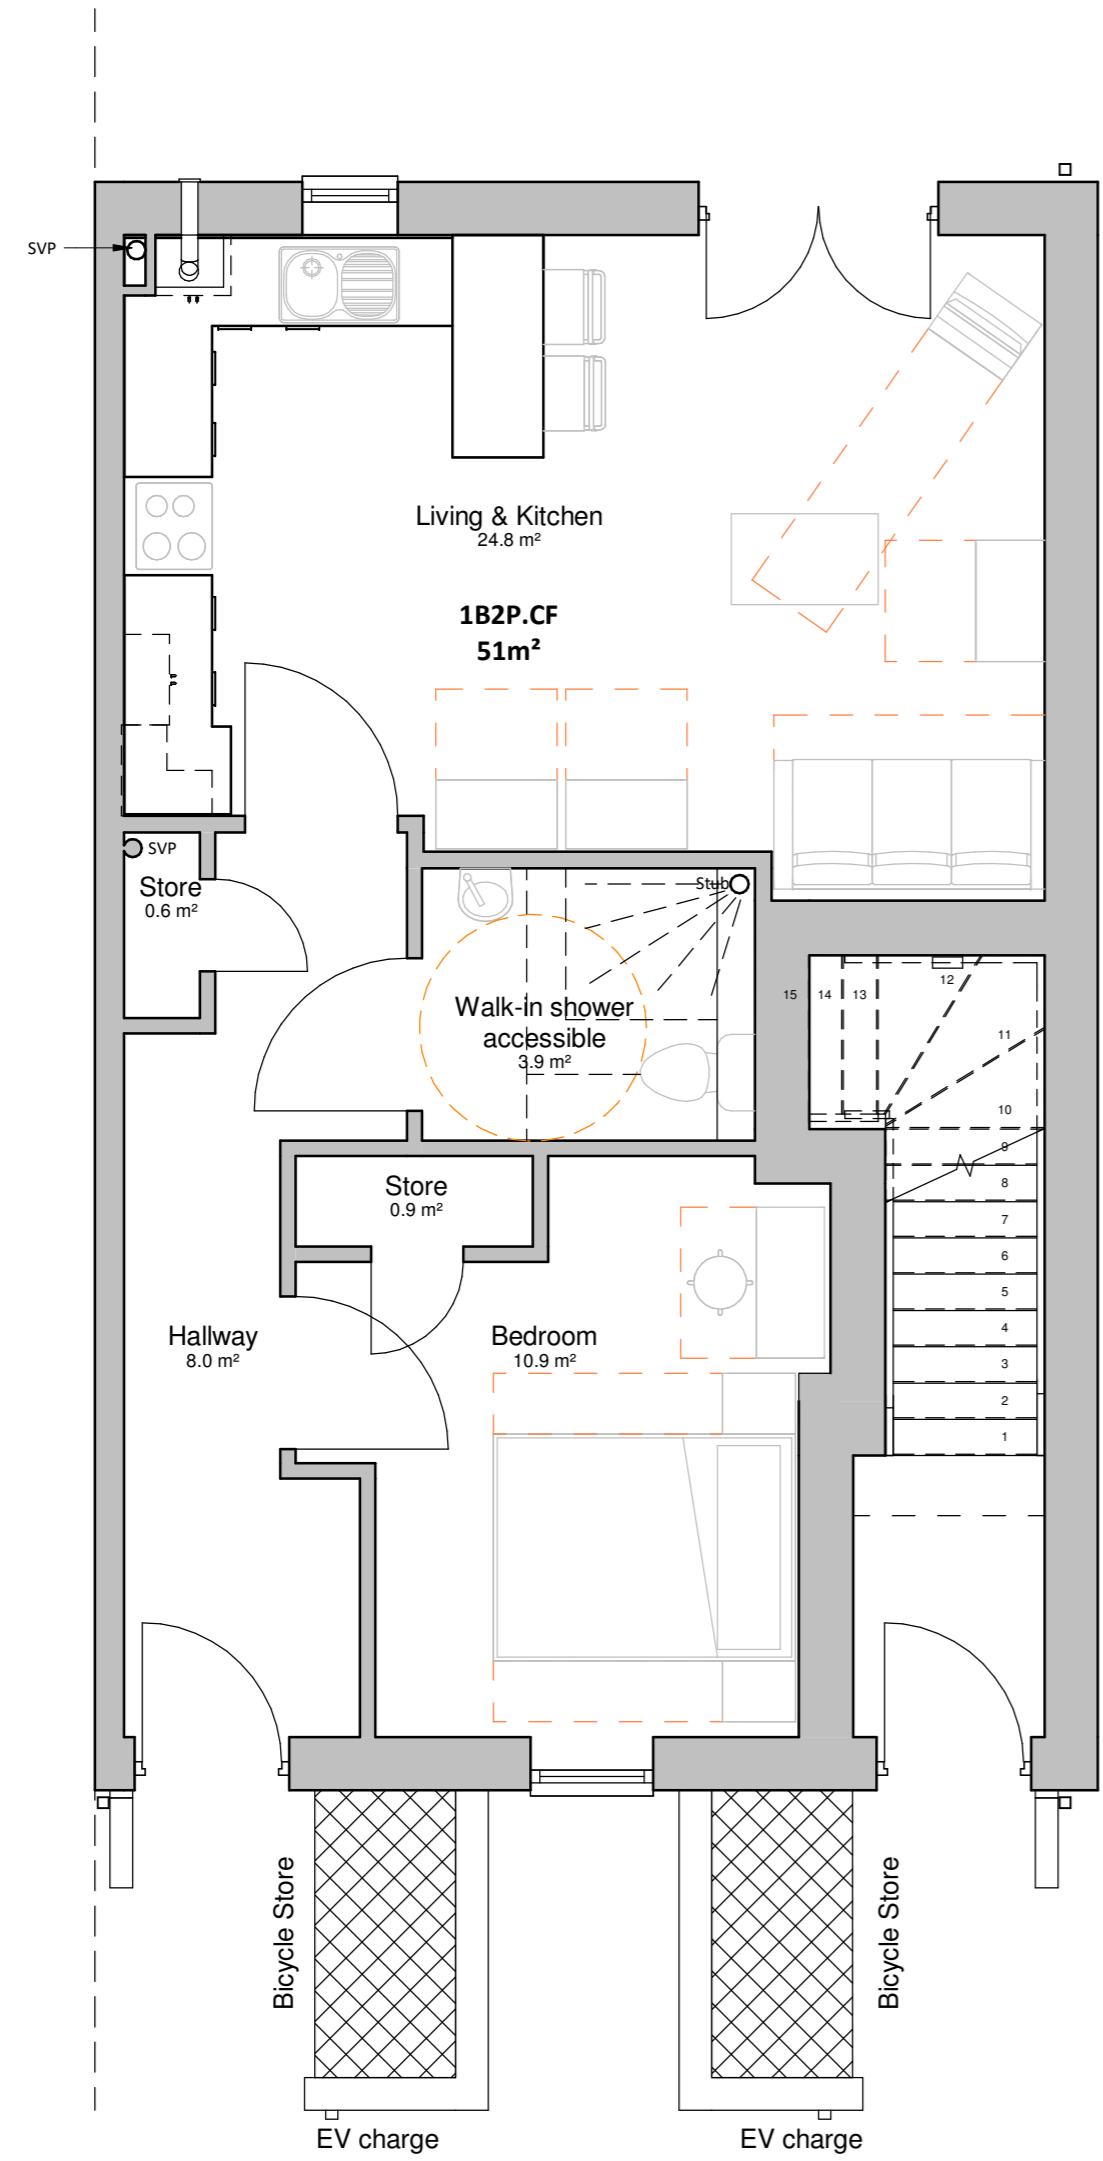 SVP
Living & Kitchen
24.8 m²
1B2P.CF
51m²
SVP
Store
0.6 m²
Stub
Walk-in shower
accessible
3.9 m²
15
14
13
12
11
10
9
8
7
6
5
4
3
2
1
Store
0.9 m²
Hallway
8.0 m²
Bedroom
10.9 m²
Bicycle Store
Bicycle Store
EV charge
EV charge